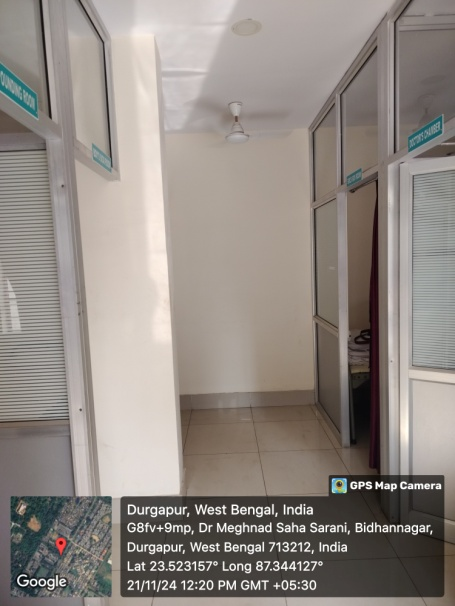 OUNDING ROOM
DOCTOR'S CHAMBER
GPS Map Camera
Durgapur, West Bengal, India
G8fv+9mp, Dr Meghnad Saha Sarani, Bidhannagar,
Durgapur, West Bengal 713212, India
Lat 23.523157° Long 87.344127°
21/11/24 12:20 PM GMT +05:30
Google